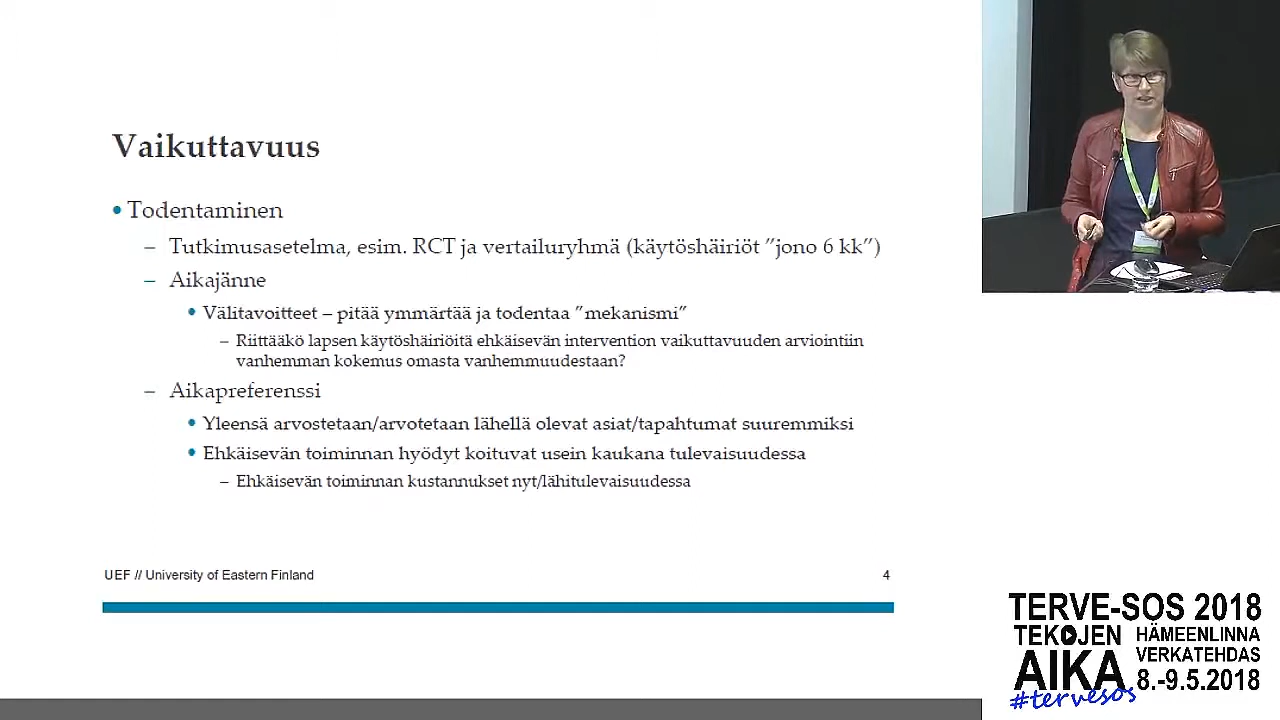 Vaikuttavuus
• Todentaminen
– Tutkimusasetelma, esim. RCT ja vertailuryhmä (käytöshäiriöt ”jono 6 kk”)
– Aikajänne
• Välitavoitteet – pitää ymmärtää ja todentaa ”mekanismi”
– Riittääkö lapsen käytöshäiriöitä ehkäisevän intervention vaikuttavuuden arviointiin
vanhemman kokemus omasta vanhemmuudestaan?
– Aikapreferenssi
• Yleensä arvostetaan/arvotetaan lähellä olevat asiat/tapahtumat suuremmiksi
• Ehkäisevän toiminnan hyödyt koituvat usein kaukana tulevaisuudessa
– Ehkäisevän toiminnan kustannukset nyt/lähitulevaisuudessa
UEF // University of Eastern Finland
4
TERVE-SOS 2018
TEKOJEN
AIKA
HÄMEENLINNA
VERKATEHDAS
8.-9.5.2018
#tervesos